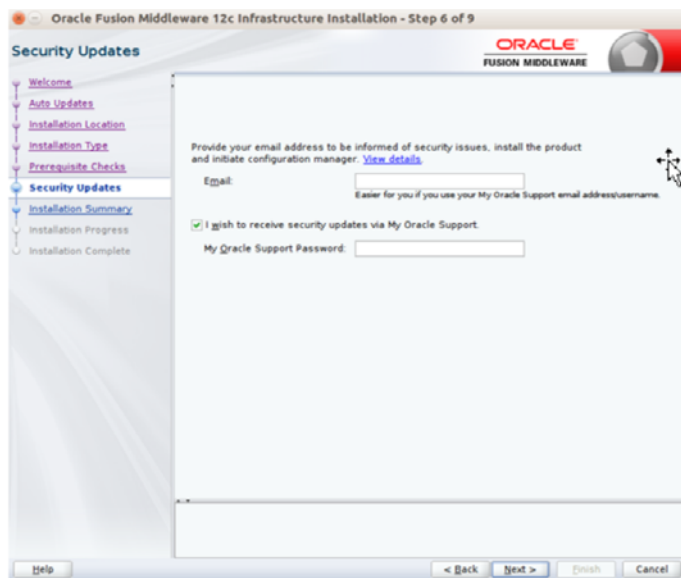 Oracle Fusion Middleware 12c Infrastructure Installation - Step 6 of 9
Security Updates
ORACLE
FUSION MIDDLEWARE
Welcome
Auto Updates
Installation Location
Installation Type
Prerequisite Checks
Security Updates
Installation Summary
Installation Progress
Installation Complete
Provide your email address to be informed of security issues, install the product
and initiate configuration manager. View details.
Email:
Easier for you if you use your My Oracle Support email address/username.
I wish to receive security updates via My Oracle Support.
My Oracle Support Password:
Help
< Back
Next >
Finish
Cancel